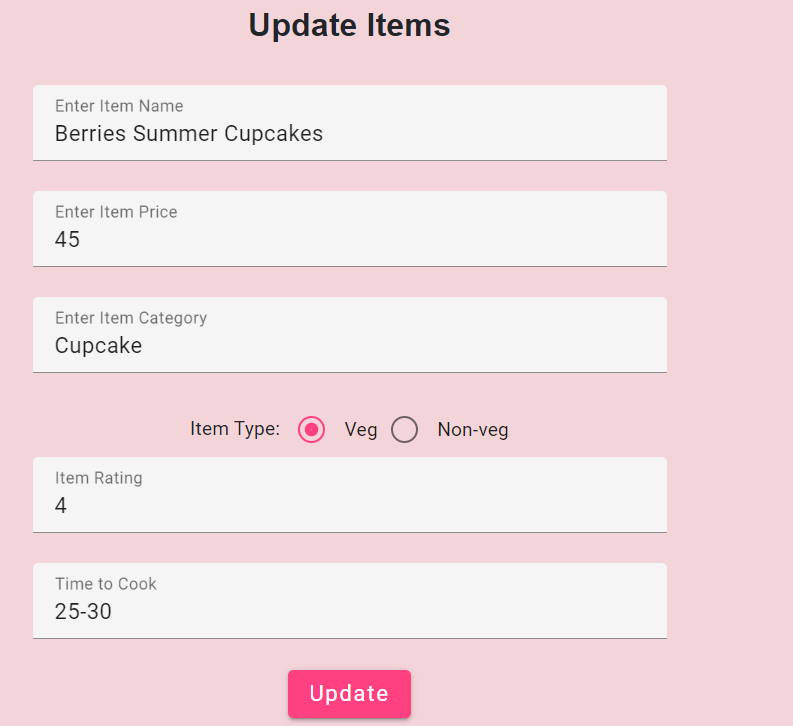 Update Items
Enter Item Name
Berries Summer Cupcakes
Enter Item Price
45
Enter Item Category
Cupcake
Item Type: Veg Non-veg
Item Rating
4
Time to Cook
25-30
Update